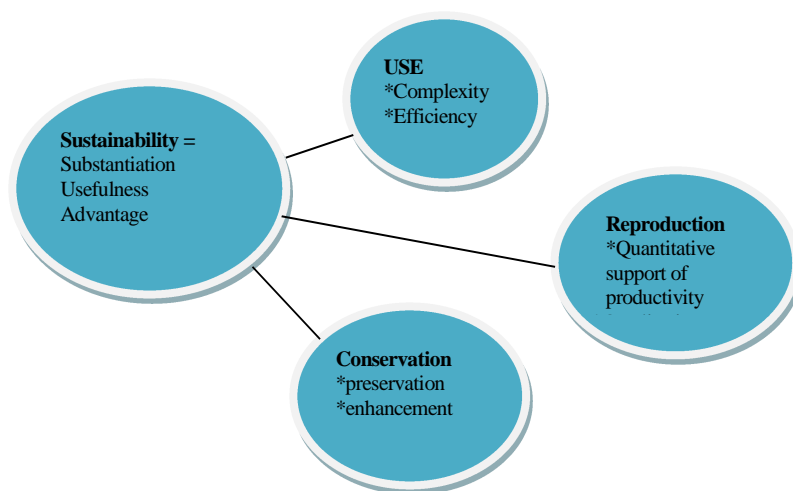 USE
*Complexity
*Efficiency
Sustainability =
Substantiation
Usefulness
Advantage
Reproduction
*Quantitative
support of
productivity
Conservation
*preservation
*enhancement